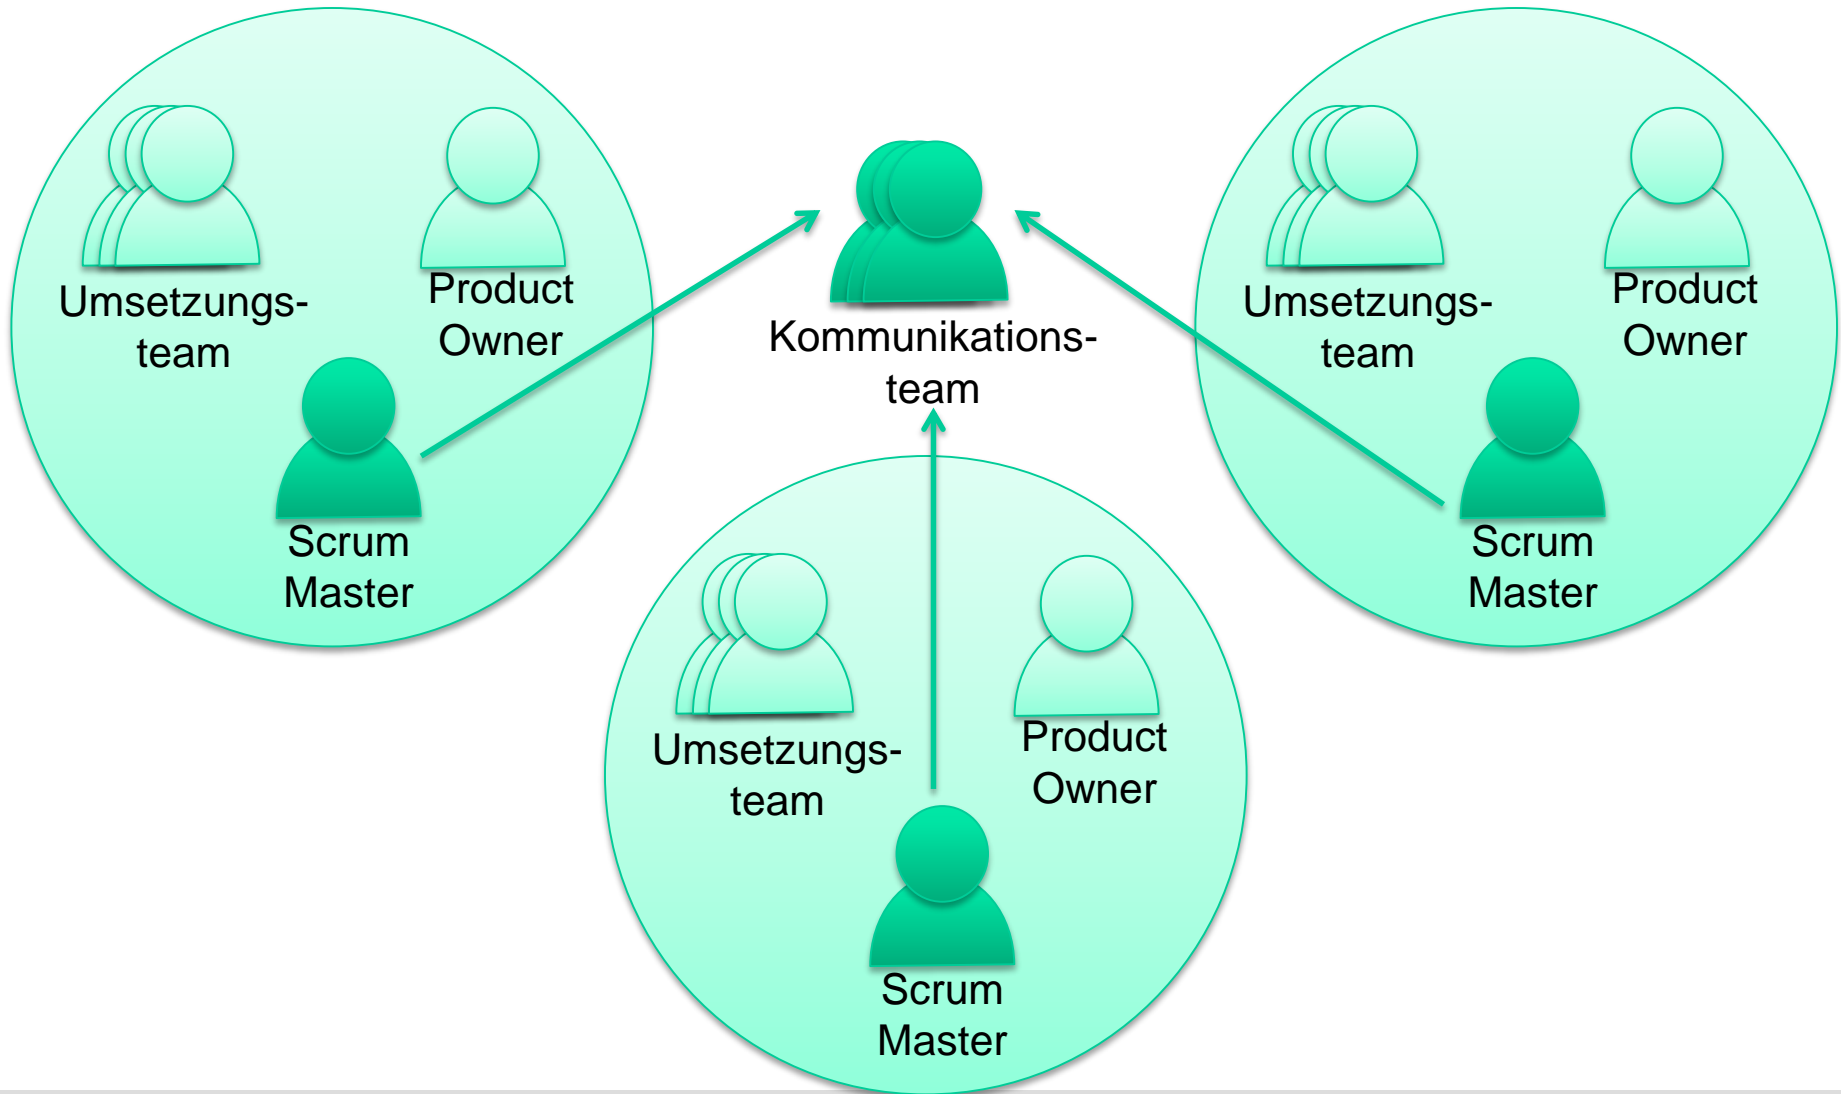 Umsetzungs-
team
Product
Owner
Scrum
Master
Kommunikations-
team
Umsetzungs-
team
Product
Owner
Scrum
Master
Umsetzungs-
team
Product
Owner
Scrum
Master